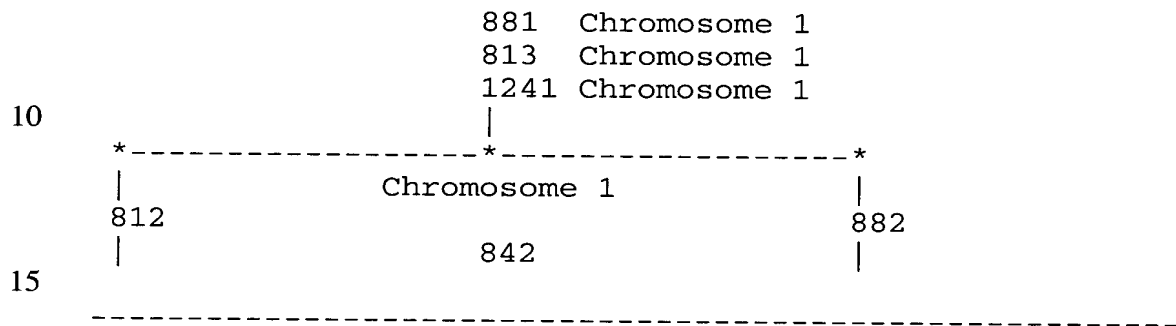 881 Chromosome 1
813 Chromosome 1
1241 Chromosome 1
10 |
*------------------*------------------*
| Chromosome 1 |
812 882
| 842 |
15
--------------------------------------------------------